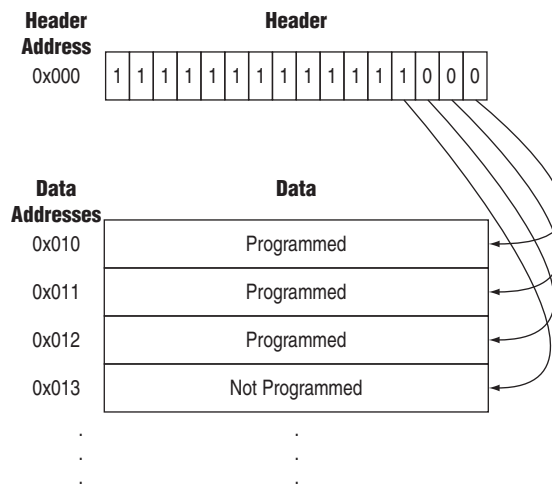 Header Address
Header
0x000
1 1 1 1 1 1 1 1 1 1 1 1 1 0 0 0
Data Addresses
Data
0x010 Programmed
0x011 Programmed
0x012 Programmed
0x013 Not Programmed
. .
. .
. .